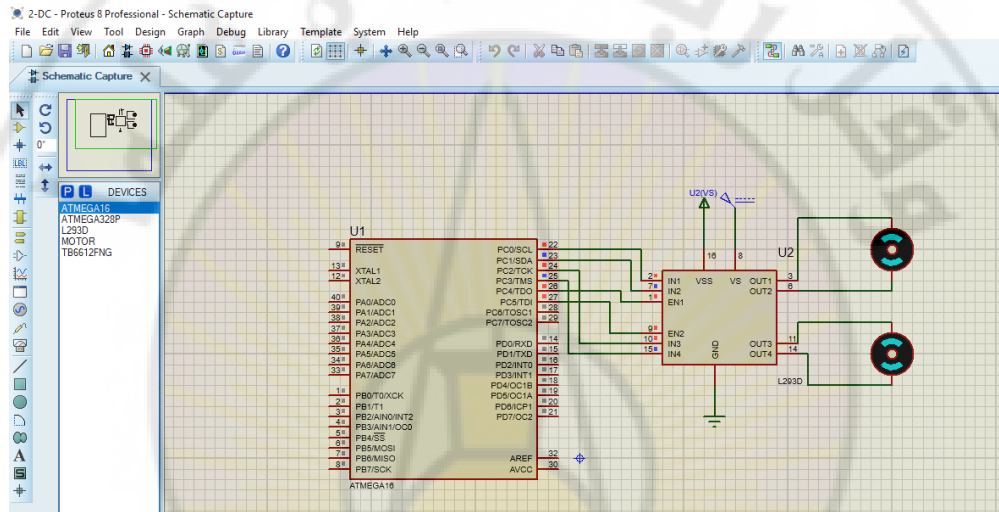 2-DC - Proteus 8 Professional - Schematic Capture
File Edit View Tool Design Graph Debug Library Template System Help
Schematic Capture
0°
P L DEVICES
ATMEGA16
ATMEGA328P
L293D
MOTOR
TB6612FNG
U1
9 RESET
13 XTAL1
12 XTAL2
40 PA0/ADC0
39 PA1/ADC1
38 PA2/ADC2
37 PA3/ADC3
36 PA4/ADC4
35 PA5/ADC5
34 PA6/ADC6
33 PA7/ADC7
1 PB0/T0/XCK
2 PB1/T1
3 PB2/AIN0/INT2
4 PB3/AIN1/OC0
5 PB4/SS
6 PB5/MOSI
7 PB6/MISO
8 PB7/SCK
PC0/SCL 22
PC1/SDA 23
PC2/TCK 24
PC3/TMS 25
PC4/TDO 26
PC5/TDI 27
PC6/TOSC1 28
PC7/TOSC2 29
PD0/RXD 14
PD1/TXD 15
PD2/INT0 16
PD3/INT1 17
PD4/OC1B 18
PD5/OC1A 19
PD6/ICP1 20
PD7/OC2 21
AREF 32
AVCC 30
ATMEGA16
U2(VS)
16 8 U2
2 IN1 VSS VS OUT1 3
7 IN2 OUT2 6
1 EN1
9 EN2
10 IN3 OUT3 11
15 IN4 GND OUT4 14
L293D